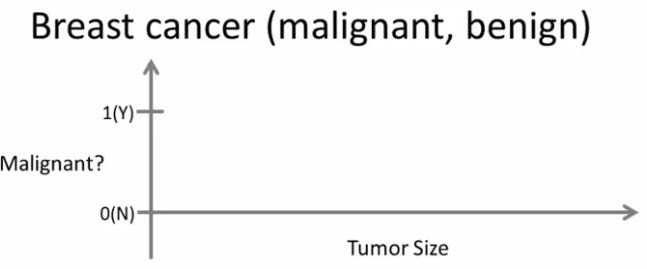 Breast cancer (malignant, benign)
1(Y)
Malignant?
0(N)
Tumor Size